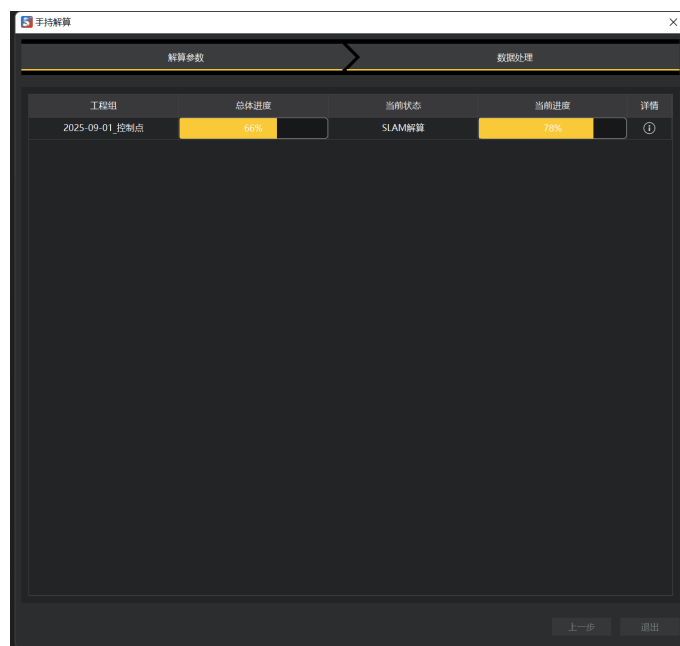 手持解算
解算参数 数据处理
工程组 总体进度 当前状态 当前进度 详情
2025-09-01_控制点 66% SLAM解算 78%
上一步 退出